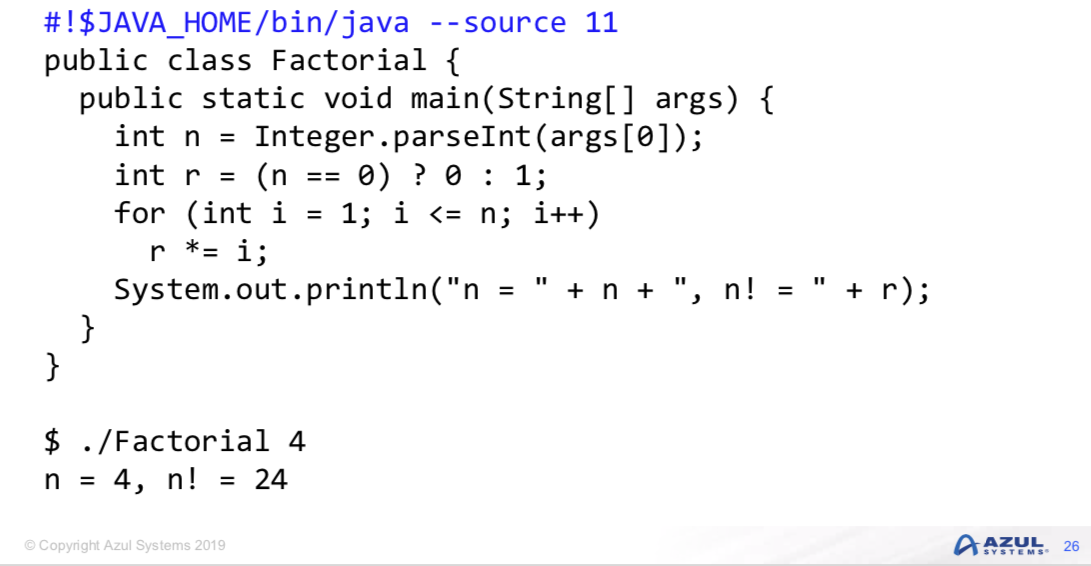 #!$JAVA_HOME/bin/java --source 11
public class Factorial {
  public static void main(String[] args) {
    int n = Integer.parseInt(args[0]);
    int r = (n == 0) ? 0 : 1;
    for (int i = 1; i <= n; i++)
      r *= i;
    System.out.println("n = " + n + ", n! = " + r);
  }
}
$ ./Factorial 4
n = 4, n! = 24
© Copyright Azul Systems 2019
AZUL
SYSTEMS®
26